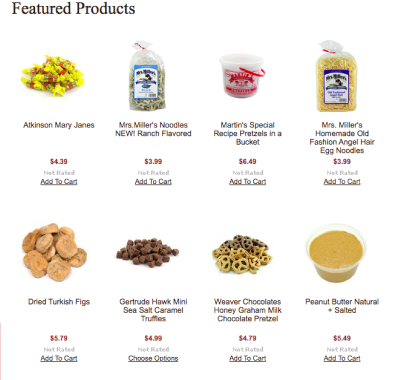 Featured Products
Atkinson Mary Janes
$4.39
Not Rated
Add To Cart
Mrs.Miller's Noodles
NEW! Ranch Flavored
$3.99
Not Rated
Add To Cart
Martin's Special
Recipe Pretzels in a
Bucket
$6.49
Not Rated
Add To Cart
Mrs. Miller's
Homemade Old
Fashion Angel Hair
Egg Noodles
$3.99
Not Rated
Add To Cart
Dried Turkish Figs
$5.79
Not Rated
Add To Cart
Gertrude Hawk Mini
Sea Salt Caramel
Truffles
$4.99
Not Rated
Choose Options
Weaver Chocolates
Honey Graham Milk
Chocolate Pretzel
$4.79
Not Rated
Add To Cart
Peanut Butter Natural
+ Salted
$5.49
Not Rated
Add To Cart